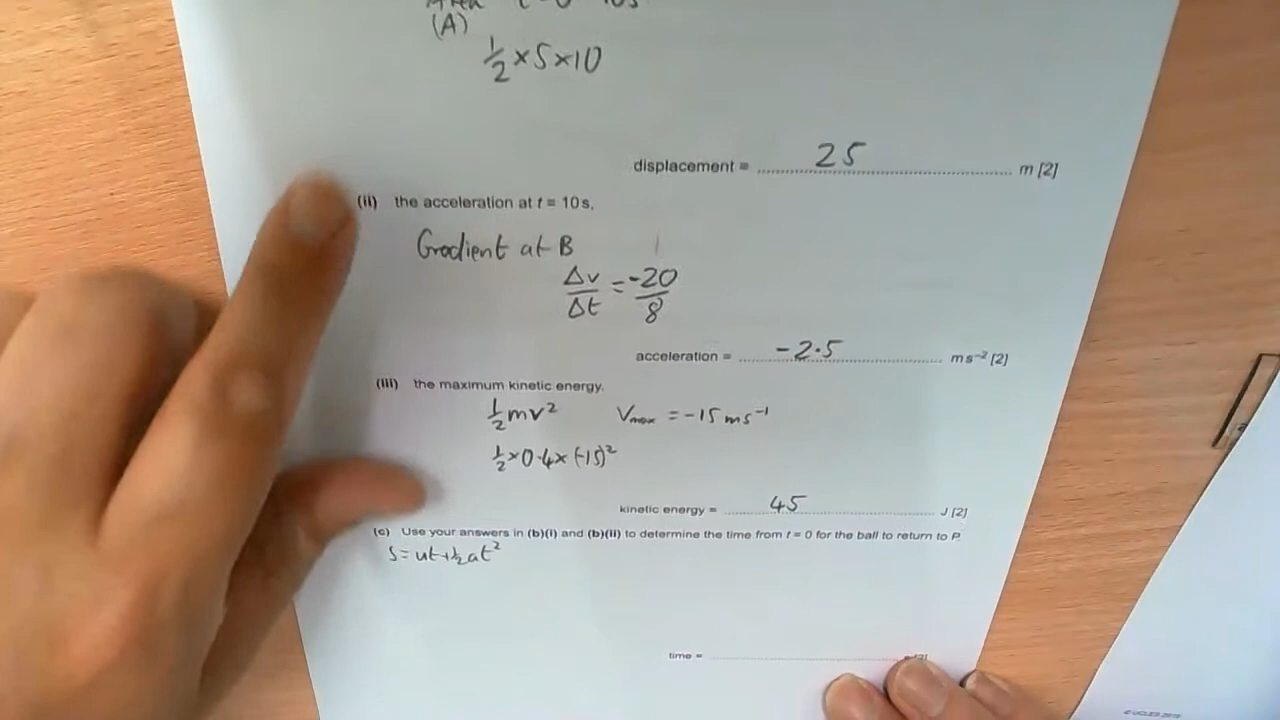 (A)
½×5×10
displacement = 25 m [2]
(ii) the acceleration at t = 10s,
Gradient at B
Δv/Δt = -20/8
acceleration = -2.5 ms⁻² [2]
(iii) the maximum kinetic energy.
½mv² Vmax = -15ms⁻¹
½×0.4×(-15)²
kinetic energy = 45 J [2]
(c) Use your answers in (b)(i) and (b)(ii) to determine the time from t = 0 for the ball to return to P.
s=ut+½at²
time =
© UCLES